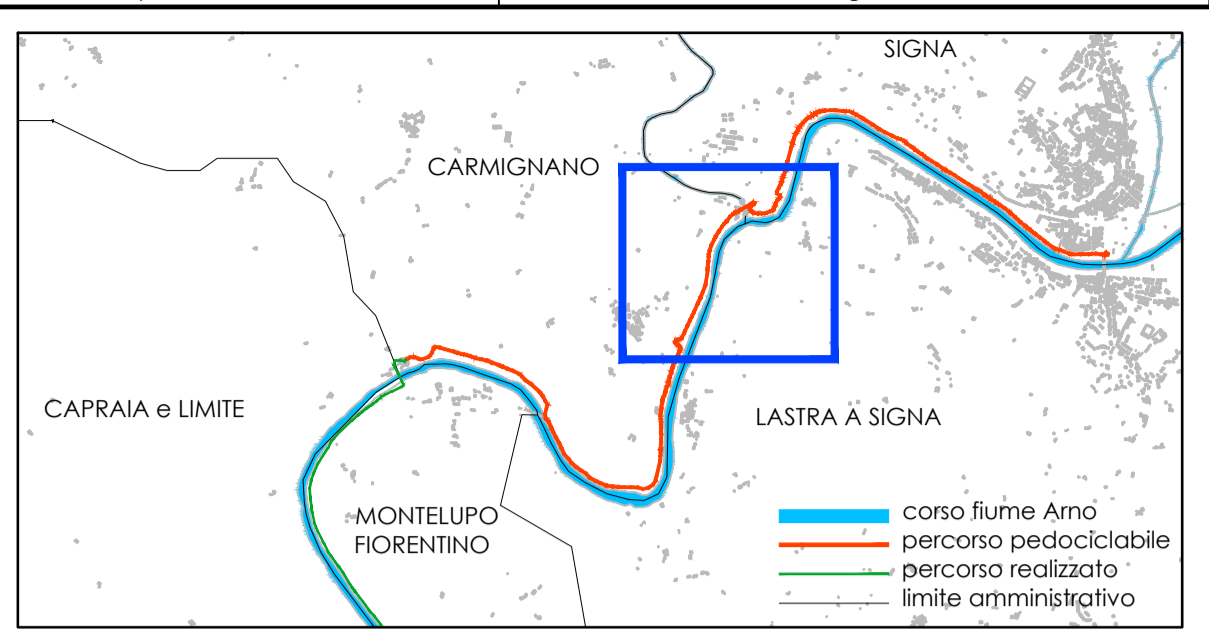 SIGNA
CARMIGNANO
CAPRAIA e LIMITE
LASTRA A SIGNA
MONTELUPO
FIORENTINO
corso fiume Arno
percorso pedociclabile
percorso realizzato
limite amministrativo